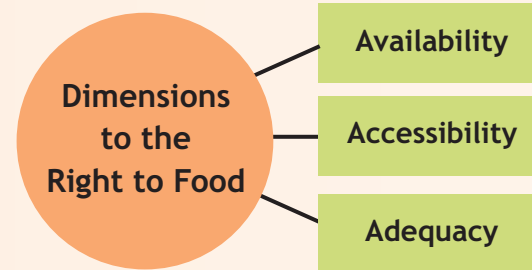 Dimensions
to the
Right to Food
Availability
Accessibility
Adequacy